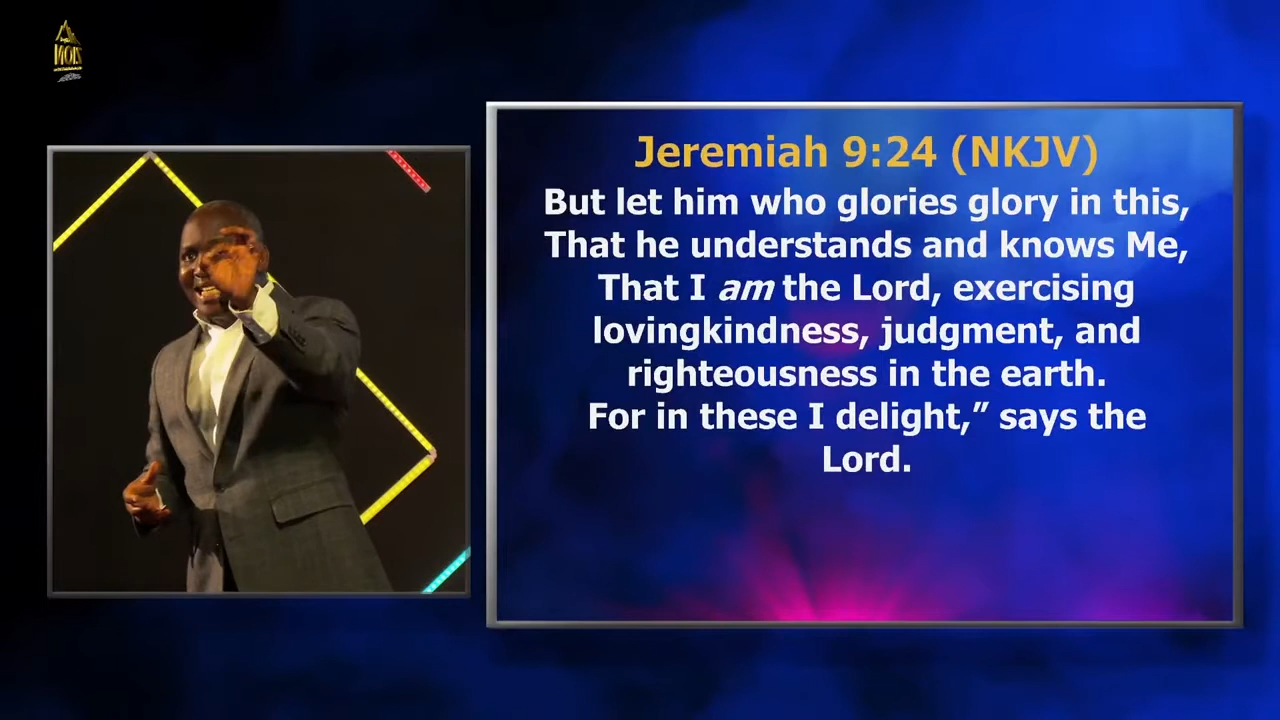 ZION
Jeremiah 9:24 (NKJV)
But let him who glories glory in this,
That he understands and knows Me,
That I am the Lord, exercising
lovingkindness, judgment, and
righteousness in the earth.
For in these I delight,” says the
Lord.